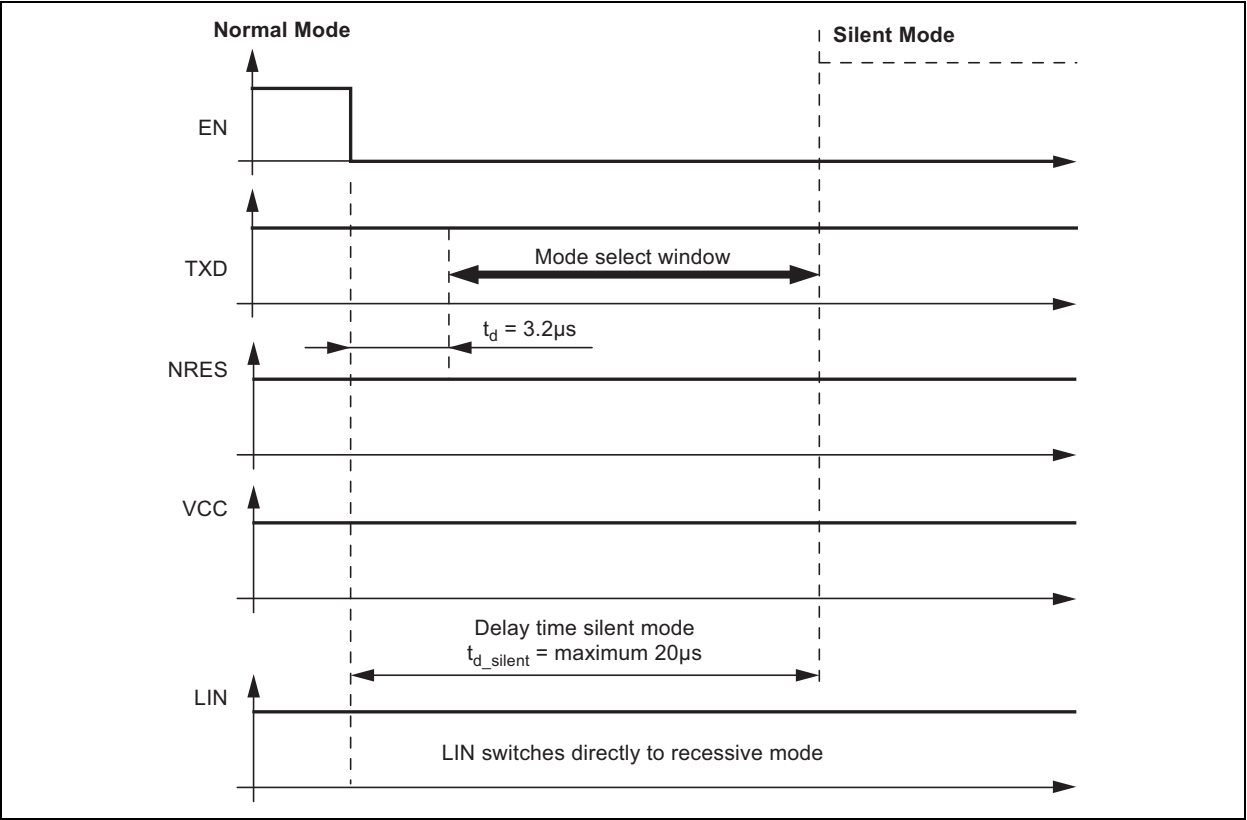 Normal Mode
Silent Mode
EN
TXD
Mode select window
t_d = 3.2µs
NRES
VCC
Delay time silent mode
t_d_silent = maximum 20µs
LIN
LIN switches directly to recessive mode